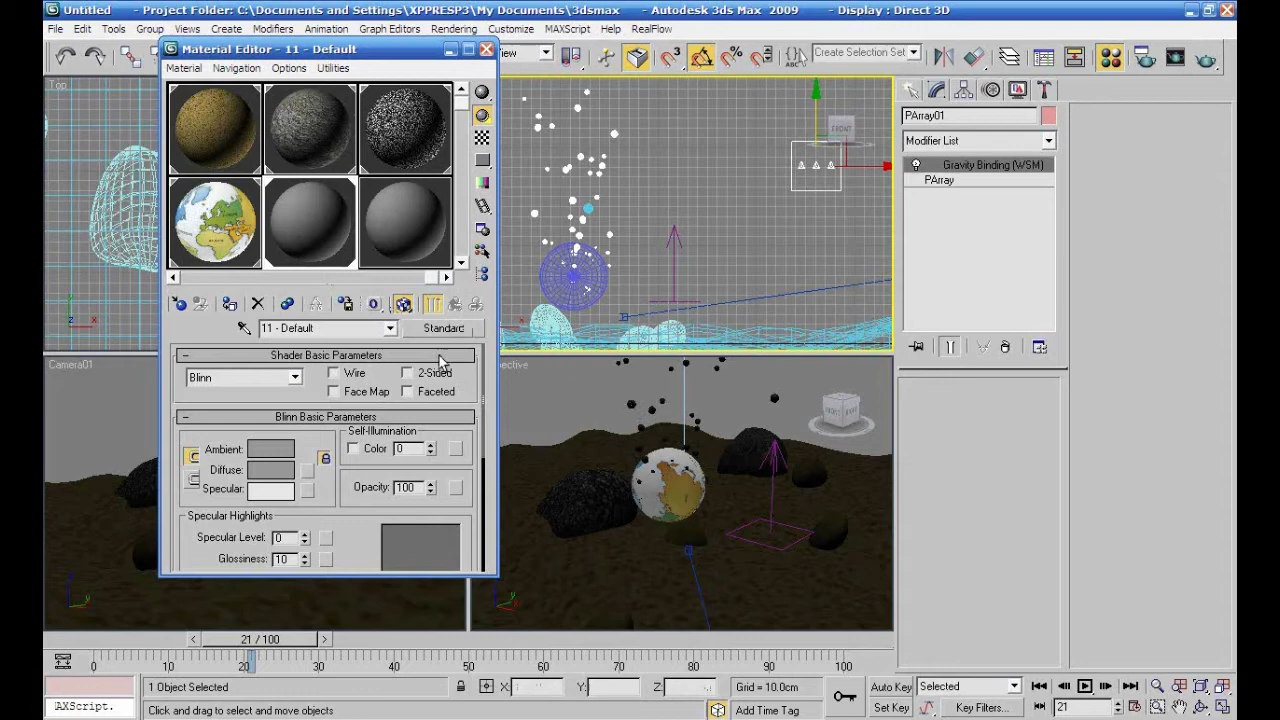 Untitled - Project Folder: C:\Documents and Settings\XPPRESP3\My Documents\3dsmax - Autodesk 3ds Max 2009 - Display : Direct 3D
File Edit Tools Group Views Create Modifiers Animation Graph Editors Rendering Customize MAXScript Help RealFlow
Material Editor - 11 - Default
Material Navigation Options Utilities
View
3
%
ABC
Create Selection Set
Top
FRONT
PArray01
Modifier List
Gravity Binding (WSM)
PArray
11 - Default
Standard
Shader Basic Parameters
Blinn
Wire
2-Sided
Face Map
Faceted
Blinn Basic Parameters
Self-Illumination
Ambient:
Color 0
Diffuse:
Specular:
Opacity: 100
Specular Highlights
Specular Level: 0
Glossiness: 10
Camera01
21 / 100
0 10 20 30 40 50 60 70 80 90 100
1 Object Selected
X:
Y:
Z:
Grid = 10.0cm
Auto Key
Selected
AXScript.
Click and drag to select and move objects
Add Time Tag
Set Key
Key Filters...
21